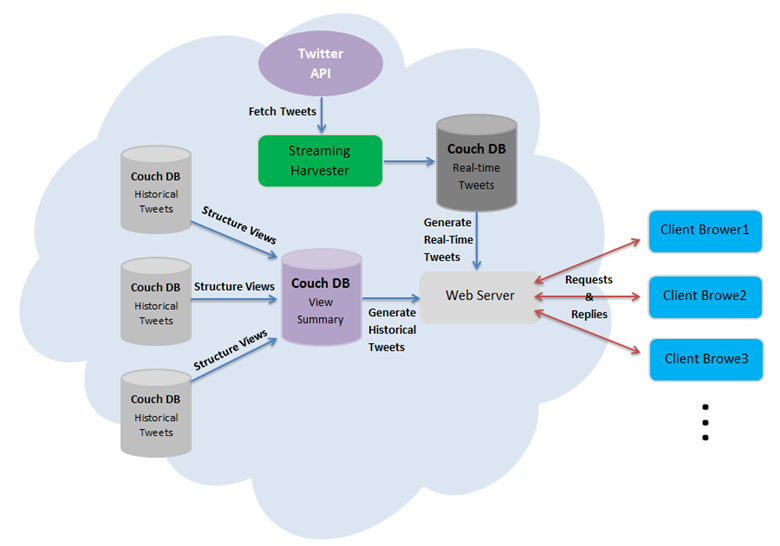 Twitter
API
Fetch Tweets
Streaming
Harvester
Couch DB
Real-time
Tweets
Couch DB
Historical
Tweets
Structure Views
Generate
Real-Time
Tweets
Client Brower1
Couch DB
Historical
Tweets
Structure Views
Couch DB
View
Summary
Generate
Historical
Tweets
Web Server
Requests
&
Replies
Client Browe2
Structure Views
Client Browe3
Couch DB
Historical
Tweets